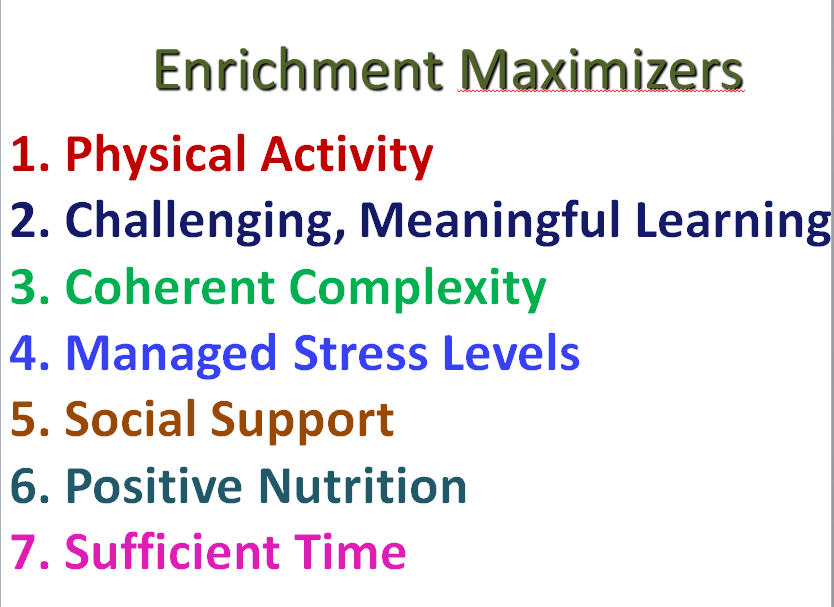 Enrichment Maximizers
1. Physical Activity
2. Challenging, Meaningful Learning
3. Coherent Complexity
4. Managed Stress Levels
5. Social Support
6. Positive Nutrition
7. Sufficient Time